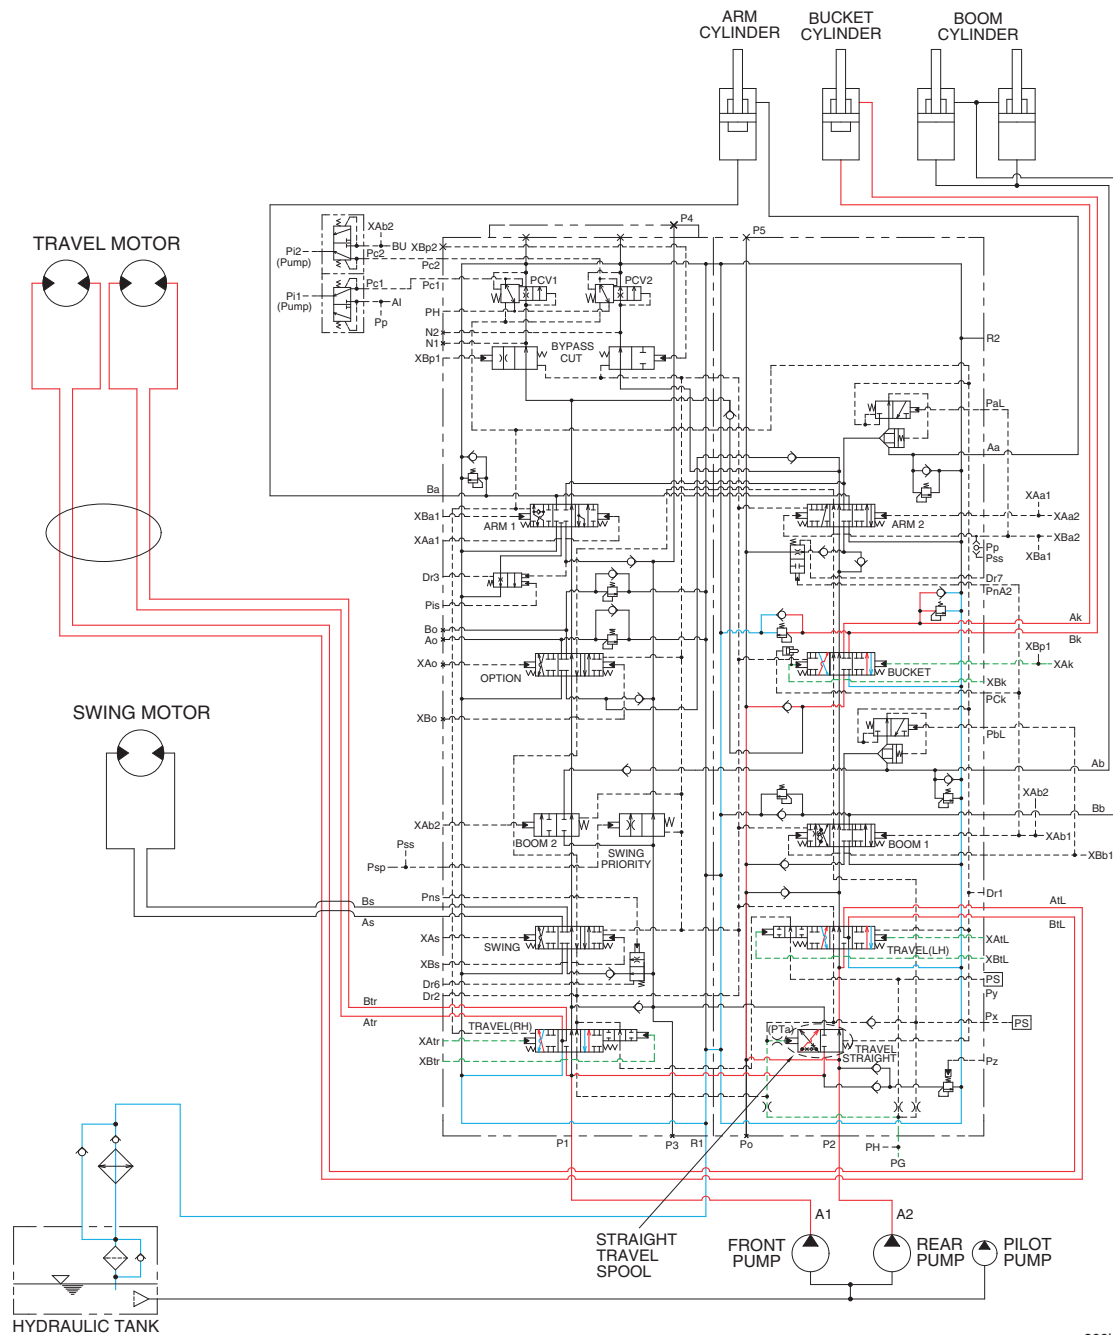 ARM
CYLINDER
BUCKET
CYLINDER
BOOM
CYLINDER
TRAVEL MOTOR
XAb2
BU
Pi2
(Pump)
Pc2
Pc1
Pi1
(Pump)
AI
Pp
XBp2
P4
P5
Pc2
Pc1
PCV1
PCV2
PH
N2
N1
XBp1
BYPASS
CUT
R2
PaL
Aa
Ba
XBa1
ARM 1
XAa1
ARM 2
XAa1
XAa2
XBa2
Pp
Pss
XBa1
Dr3
Pis
Dr7
PnA2
Bo
Ao
Ak
Bk
XAo
OPTION
XBo
BUCKET
XBp1
XAk
XBk
PCk
PbL
SWING MOTOR
Ab
XAb2
Bb
XAb2
BOOM 2
SWING
PRIORITY
BOOM 1
XAb1
XBb1
Pss
Psp
Pns
Dr1
Bs
As
AtL
BtL
XAs
SWING
XBs
TRAVEL(LH)
XAtL
XBtL
Dr6
Dr2
PS
Py
Btr
Atr
TRAVEL(RH)
(PTa)
Px
PS
XAtr
XBtr
TRAVEL
STRAIGHT
Pz
P1
P3
R1
Po
P2
PH
PG
A1
A2
STRAIGHT
TRAVEL
SPOOL
FRONT
PUMP
REAR
PUMP
PILOT
PUMP
HYDRAULIC TANK